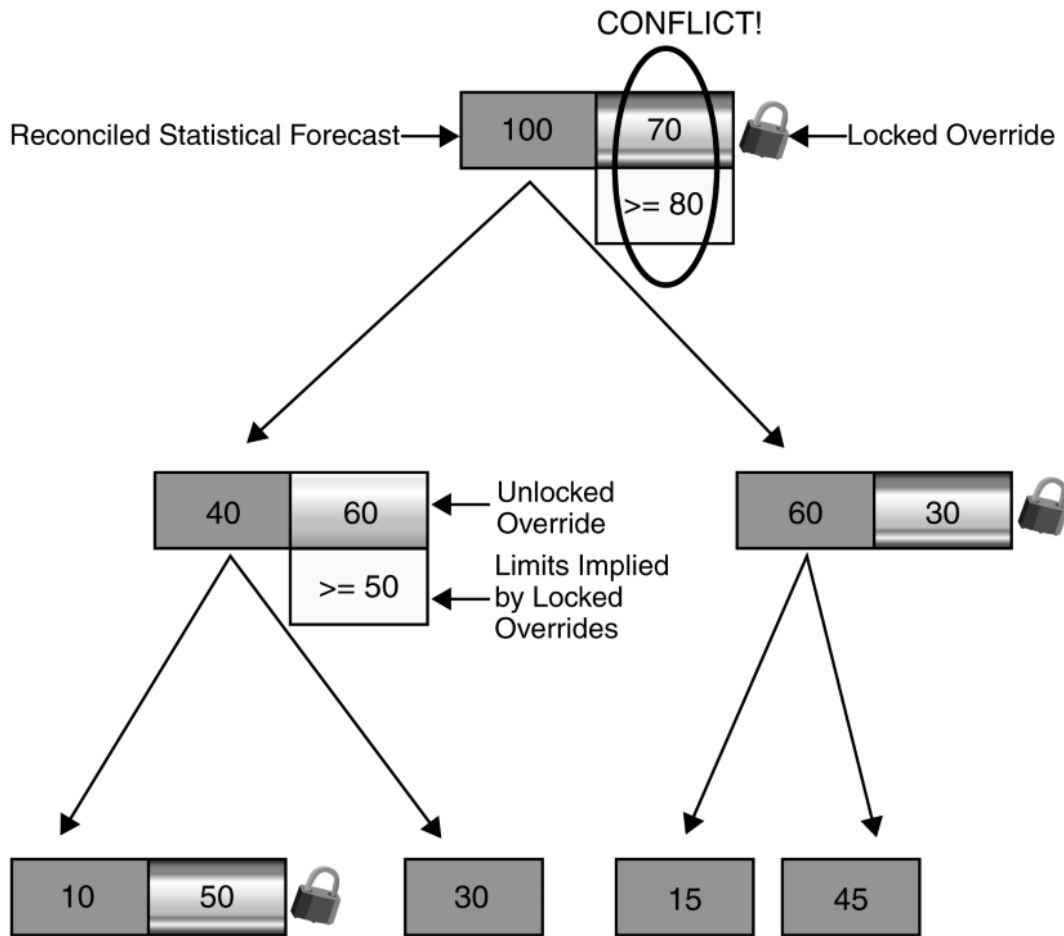 CONFLICT!
Reconciled Statistical Forecast
100
70
Locked Override
>= 80
40
60
Unlocked
Override
60
30
>= 50
Limits Implied
by Locked
Overrides
10
50
30
15
45